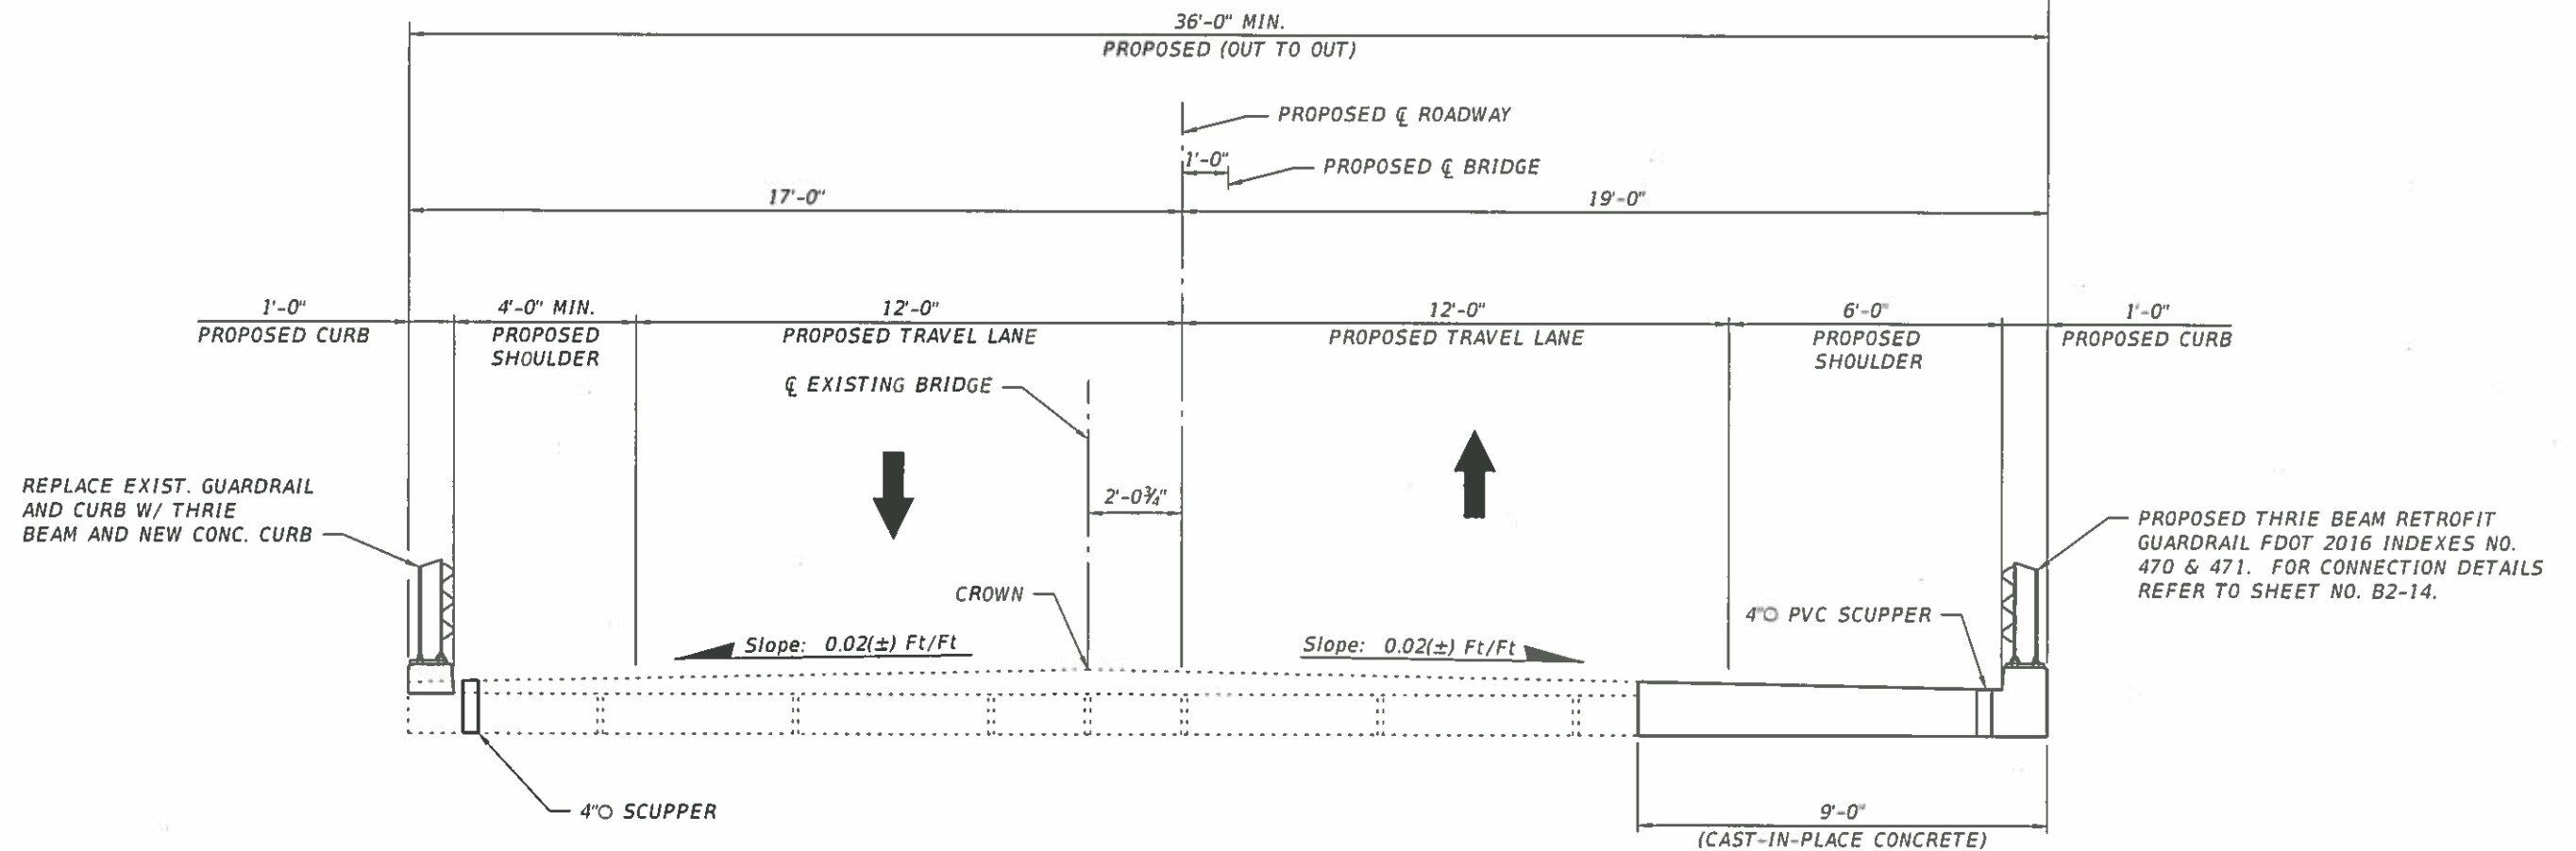 36'-0" MIN.
PROPOSED (OUT TO OUT)
PROPOSED ℄ ROADWAY
1'-0"
PROPOSED ℄ BRIDGE
17'-0"
19'-0"
1'-0"
PROPOSED CURB
4'-0" MIN.
PROPOSED
SHOULDER
12'-0"
PROPOSED TRAVEL LANE
12'-0"
PROPOSED TRAVEL LANE
6'-0"
PROPOSED
SHOULDER
1'-0"
PROPOSED CURB
℄ EXISTING BRIDGE
2'-0¾"
REPLACE EXIST. GUARDRAIL
AND CURB W/ THRIE
BEAM AND NEW CONC. CURB
PROPOSED THRIE BEAM RETROFIT
GUARDRAIL FDOT 2016 INDEXES NO.
470 & 471. FOR CONNECTION DETAILS
REFER TO SHEET NO. B2-14.
CROWN
4"O PVC SCUPPER
Slope: 0.02(±) Ft/Ft
Slope: 0.02(±) Ft/Ft
4"O SCUPPER
9'-0"
(CAST-IN-PLACE CONCRETE)